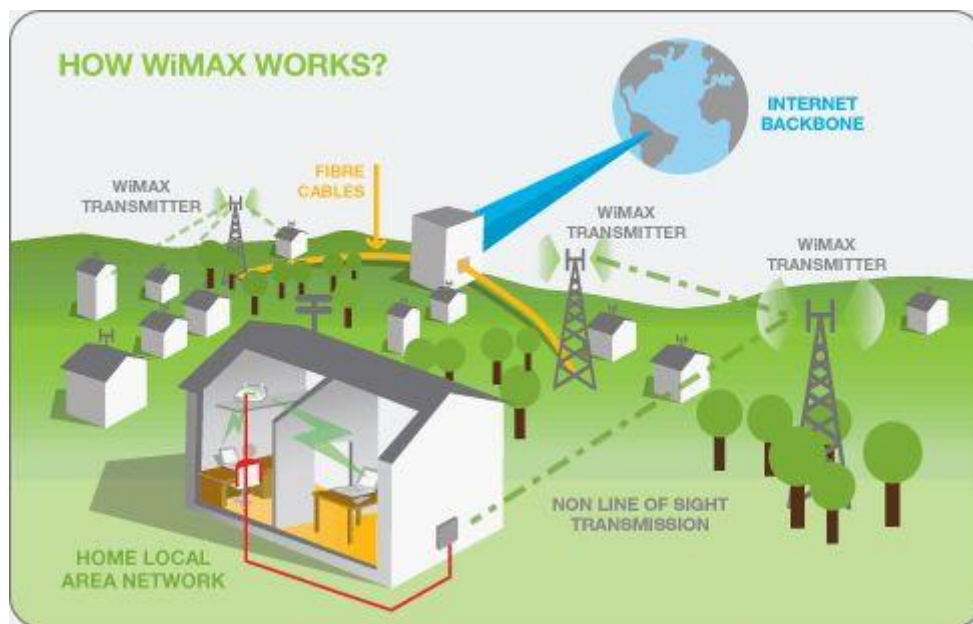 HOW WiMAX WORKS?
INTERNET
BACKBONE
FIBRE
CABLES
WiMAX
TRANSMITTER
WiMAX
TRANSMITTER
WiMAX
TRANSMITTER
NON LINE OF SIGHT
TRANSMISSION
HOME LOCAL
AREA NETWORK